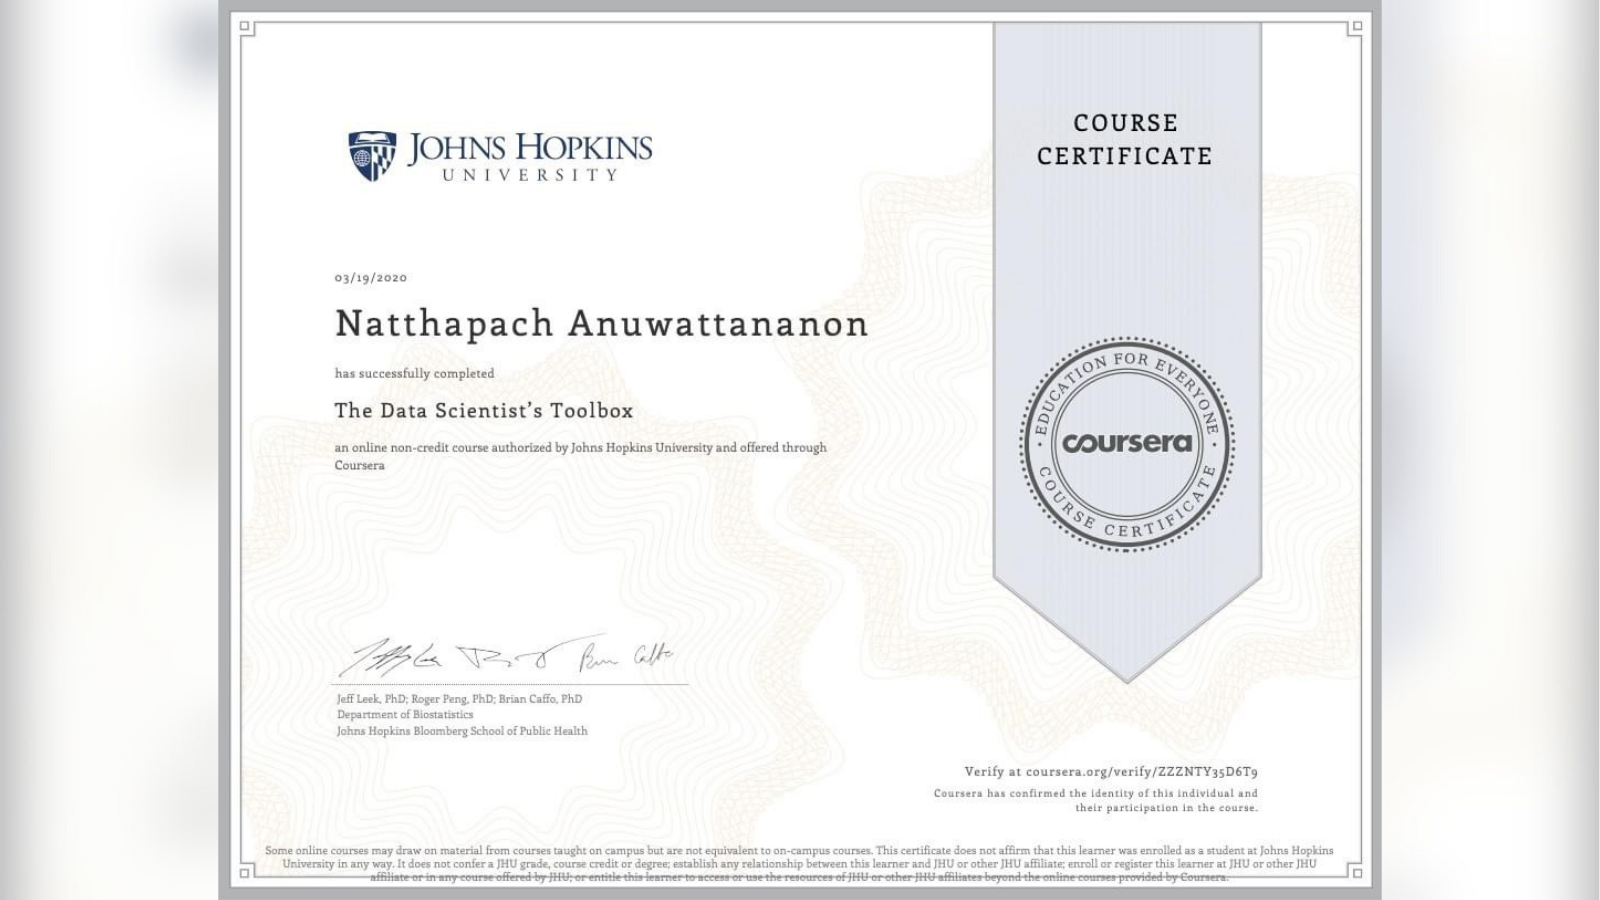 JOHNS HOPKINS
UNIVERSITY
COURSE
CERTIFICATE
03/19/2020
Natthapach Anuwattananon
has successfully completed
The Data Scientist's Toolbox
an online non-credit course authorized by Johns Hopkins University and offered through
Coursera
EDUCATION FOR EVERYONE
coursera
COURSE CERTIFICATE
Jeff Leek, PhD; Roger Peng, PhD; Brian Caffo, PhD
Department of Biostatistics
Johns Hopkins Bloomberg School of Public Health
Verify at coursera.org/verify/ZZZNTY35D6T9
Coursera has confirmed the identity of this individual and
their participation in the course.
Some online courses may draw on material from courses taught on campus but are not equivalent to on-campus courses. This certificate does not affirm that this learner was enrolled as a student at Johns Hopkins
University in any way. It does not confer a JHU grade, course credit or degree; establish any relationship between this learner and JHU or other JHU affiliate; enroll or register this learner at JHU or other JHU
affiliate or in any course offered by JHU; or entitle this learner to access or use the resources of JHU or other JHU affiliates beyond the online courses provided by Coursera.